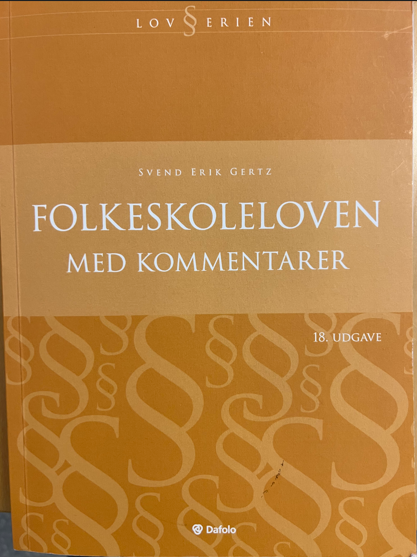 LOV§ERIEN
SVEND ERIK GERTZ
FOLKESKOLELOVEN
MED KOMMENTARER
18. UDGAVE
Dafolo